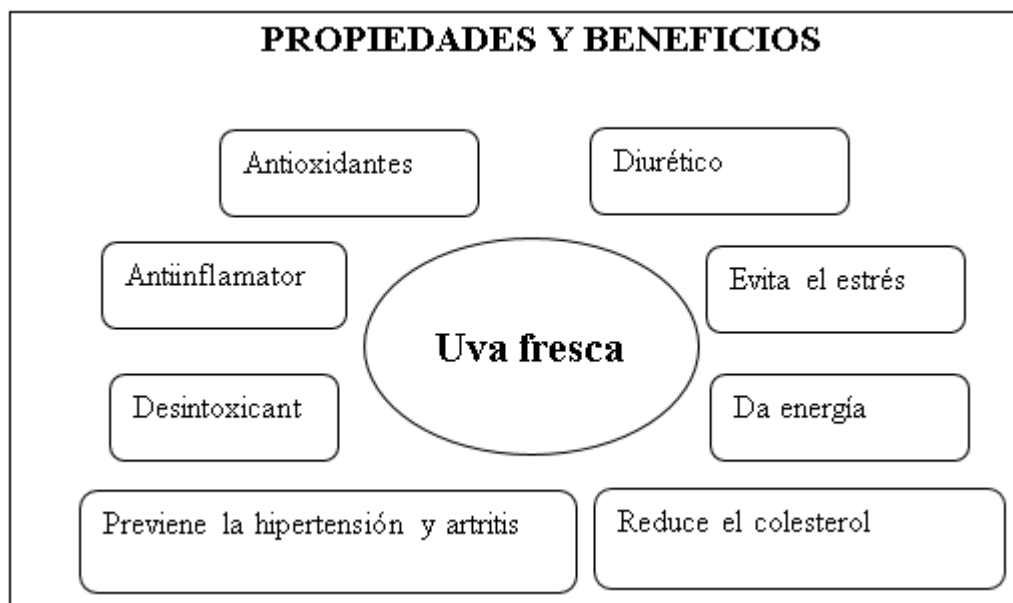 PROPIEDADES Y BENEFICIOS
Antioxidantes
Diurético
Antiinflamator
Evita el estrés
Uva fresca
Desintoxicant
Da energía
Previene la hipertensión y artritis
Reduce el colesterol